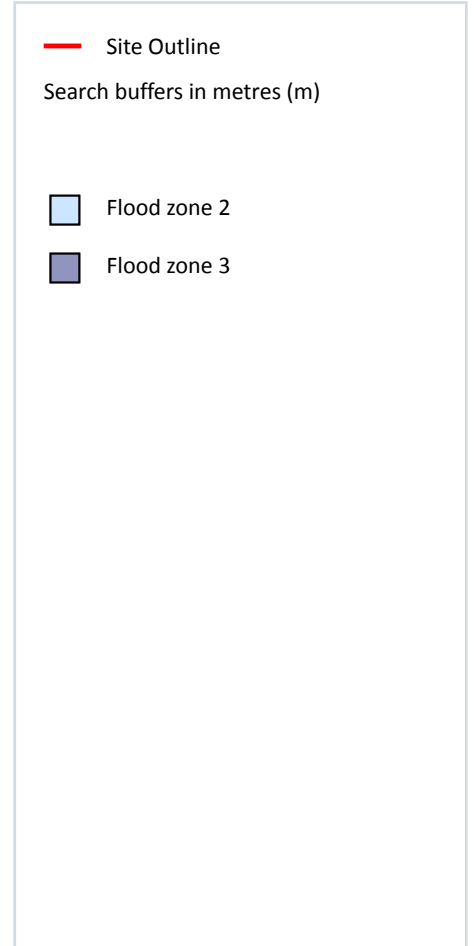 Site Outline
Search buffers in metres (m)
Flood zone 2
Flood zone 3